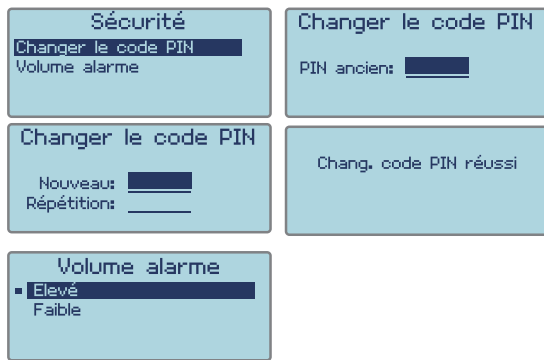 Sécurité
Changer le code PIN
Volume alarme
Changer le code PIN
PIN ancien:
Changer le code PIN
Nouveau:
Répétition:
Chang. code PIN réussi
Volume alarme
Elevé
Faible